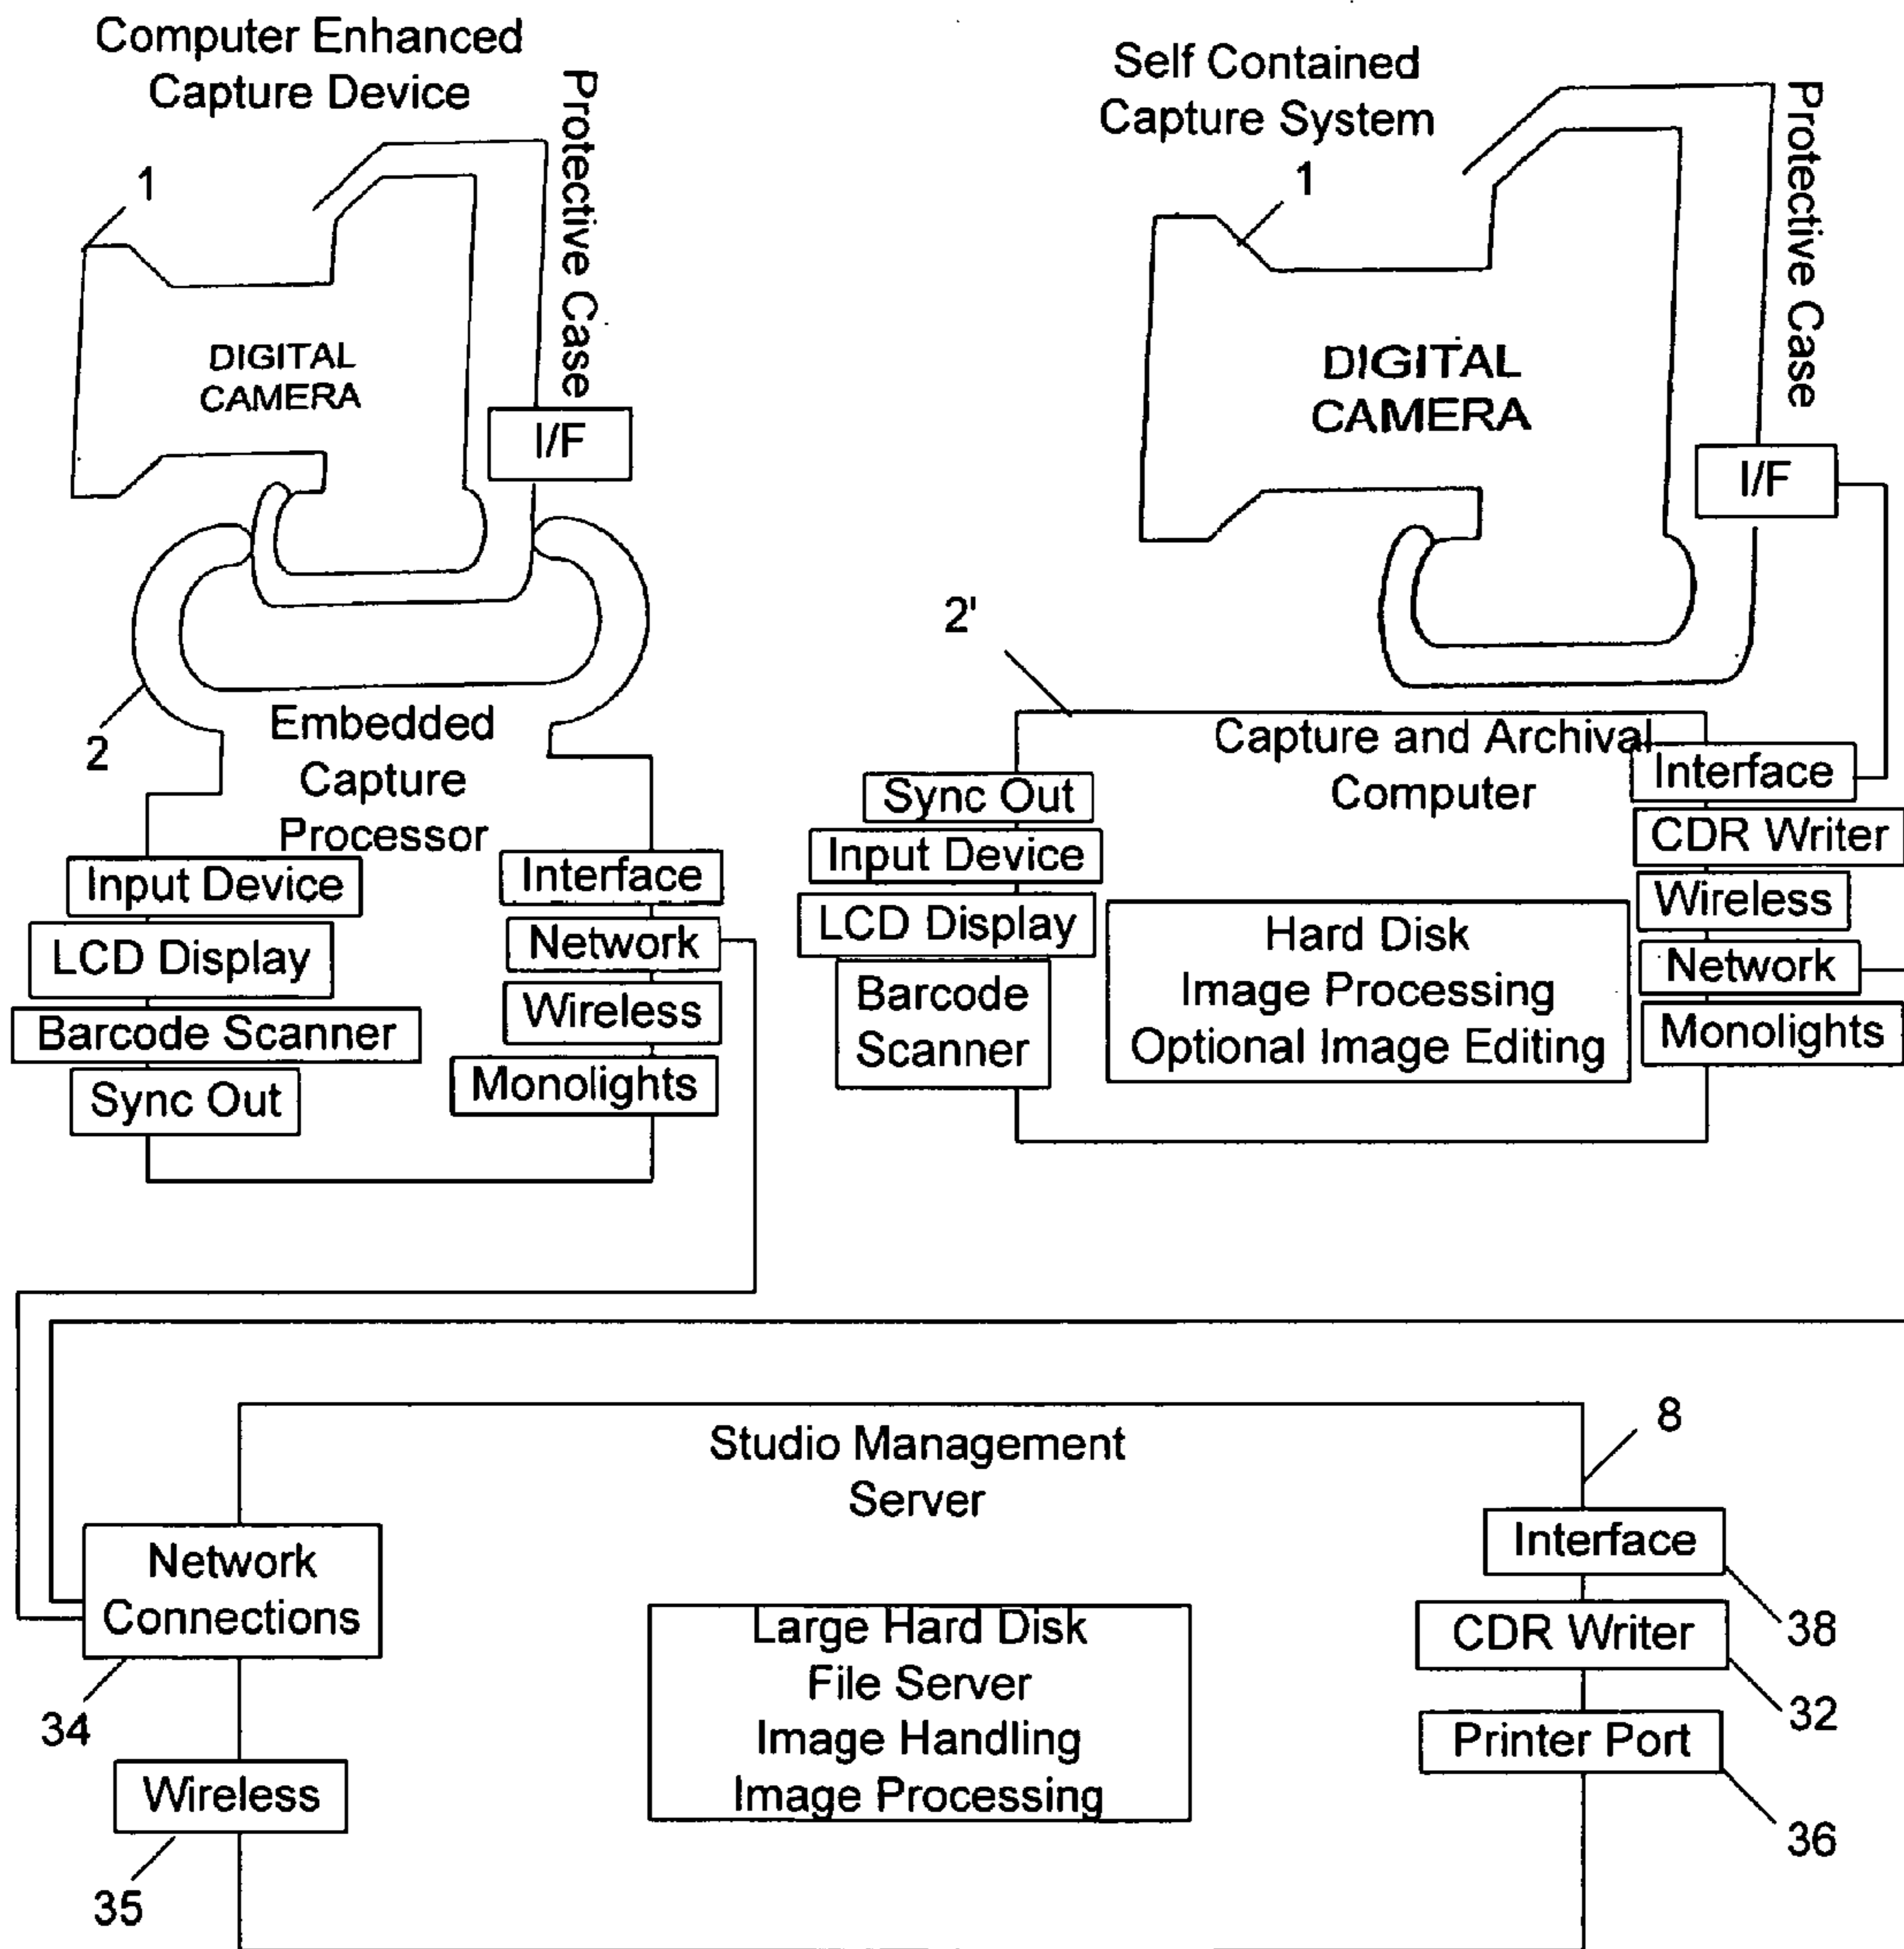 Computer Enhanced
Capture Device
Protective Case
1
DIGITAL
CAMERA
I/F
2
Embedded
Capture
Processor
Input Device
LCD Display
Barcode Scanner
Sync Out
Interface
Network
Wireless
Monolights
Self Contained
Capture System
Protective Case
1
DIGITAL
CAMERA
I/F
2'
Capture and Archival
Computer
Sync Out
Input Device
LCD Display
Barcode
Scanner
Hard Disk
Image Processing
Optional Image Editing
Interface
CDR Writer
Wireless
Network
Monolights
Studio Management
Server
8
Network
Connections
34
Wireless
35
Large Hard Disk
File Server
Image Handling
Image Processing
Interface
38
CDR Writer
32
Printer Port
36